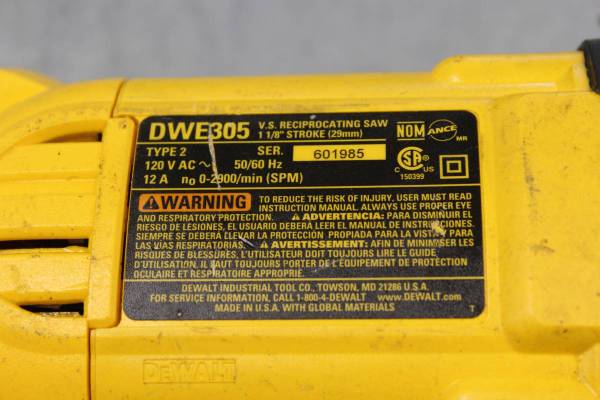 DWE305 V.S. RECIPROCATING SAW
1 1/8" STROKE (29mm)
NOM ANCE MR
TYPE 2 SER. 601985
120 V AC ~ 50/60 Hz
12 A n0 0-2900/min (SPM)
C US
150399
WARNING TO REDUCE THE RISK OF INJURY, USER MUST READ
INSTRUCTION MANUAL. ALWAYS USE PROPER EYE
AND RESPIRATORY PROTECTION. ADVERTENCIA: PARA DISMINUIR EL
RIESGO DE LESIONES, EL USUARIO DEBERA LEER EL MANUAL DE INSTRUCCIONES.
SIEMPRE SE DEBERA LLEVAR LA PROTECCION PROPIADA PARA LA VISTA Y PARA
LAS VIAS RESPIRATORIAS. AVERTISSEMENT: AFIN DE MINIMISER LES
RISQUES DE BLESSURES, L'UTILISATEUR DOIT TOUJOURS LIRE LE GUIDE
D'UTILISATION. IL FAUT TOUJOURS PORTER DE L'ÉQUIPEMENT DE PROTECTION
OCULAIRE ET RESPIRATOIRE APPROPRIE.
DEWALT INDUSTRIAL TOOL CO., TOWSON, MD 21286 U.S.A.
FOR SERVICE INFORMATION, CALL 1-800-4-DEWALT www.DEWALT.com
MADE IN U.S.A. WITH GLOBAL MATERIALS T
DEWALT